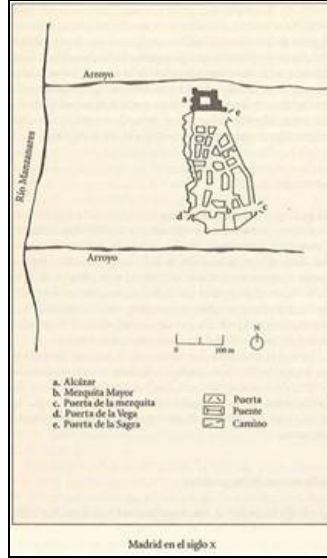 Arroyo
a
e
Río Manzanares
b
c
d
Arroyo
N
0 100 m
a. Alcázar
b. Mezquita Mayor
c. Puerta de la mezquita
d. Puerta de la Vega
e. Puerta de la Sagra
Puerta
Puente
Camino
Madrid en el siglo X